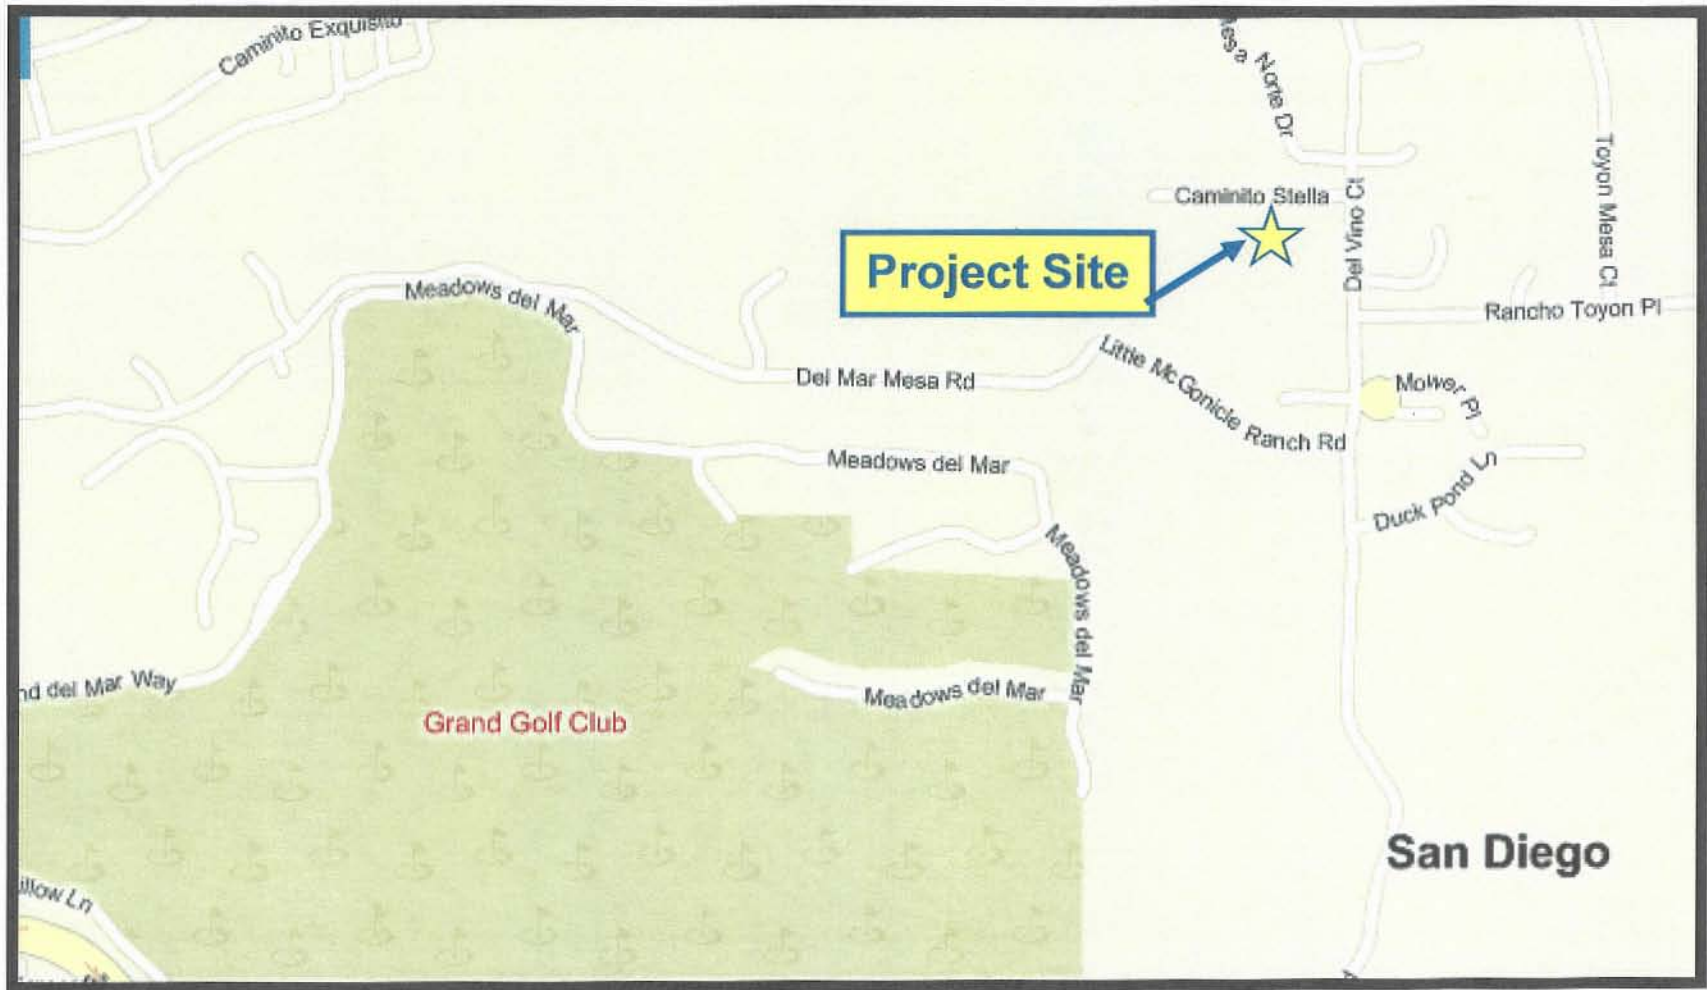 Caminito Exquisito
Norte Dr
Caminito Stella
Del Vino Ct
Toyon Mesa Ct
Project Site
Meadows del Mar
Rancho Toyon Pl
Little McGonicle Ranch Rd
Del Mar Mesa Rd
Mower Pl
Meadows del Mar
Duck Pond Ln
Meadows del Mar
nd del Mar Way
Meadows del Mar
Grand Golf Club
San Diego
illow Ln